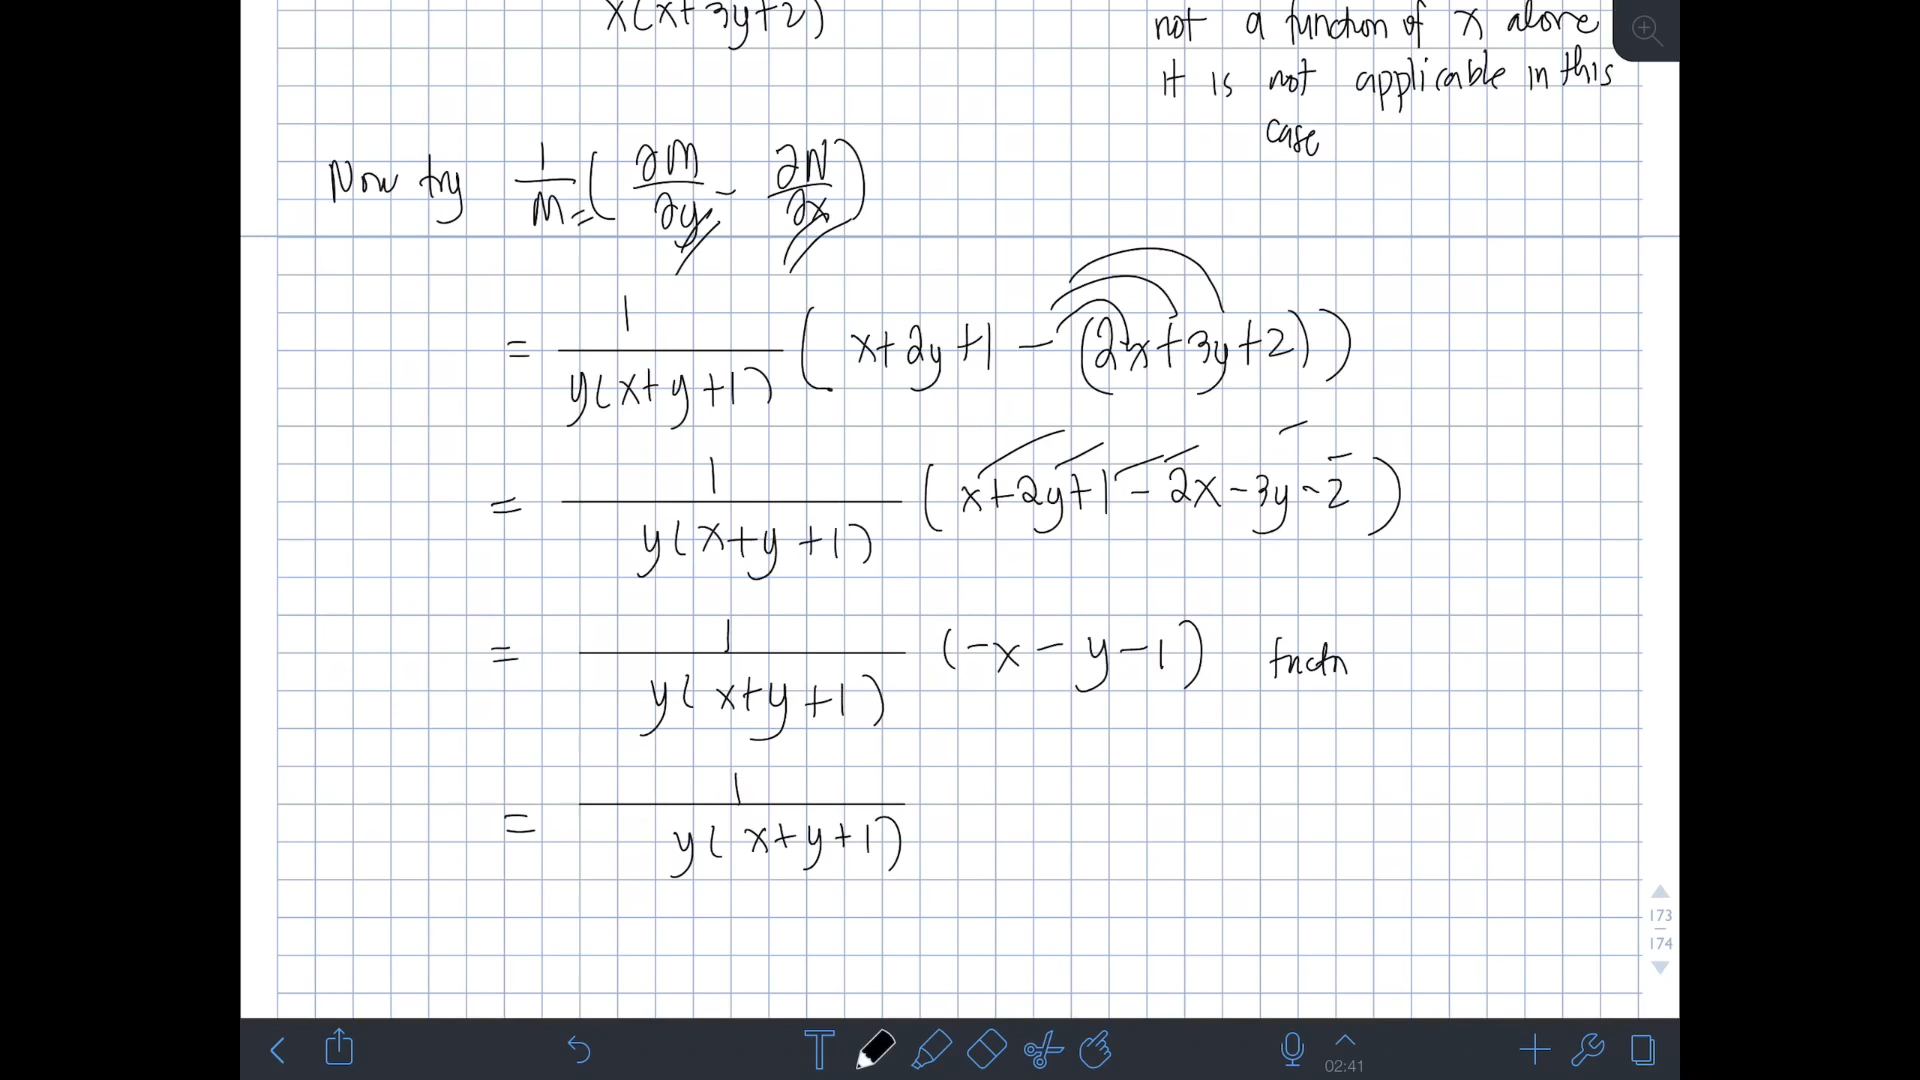 x(x+3y+2)
not a function of x alone
it is not applicable in this
case
Now try 1/M = ( ∂M/∂y - ∂N/∂x )
= 1/y(x+y+1) ( x+2y+1 - (2x+3y+2) )
= 1/y(x+y+1) ( x+2y+1 - 2x - 3y - 2 )
= 1/y(x+y+1) (-x - y - 1)
= 1/y(x+y+1)
173
174
T
02:41